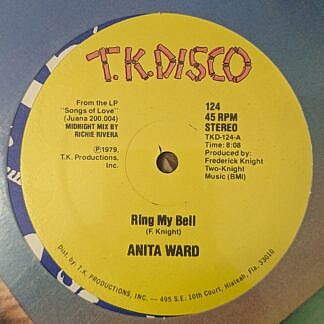 T.K.DISCO
From the LP
"Songs of Love"
(Juana 200.004)
MIDNIGHT MIX BY
RICHIE RIVERA
Ⓟ1979.
T.K. Productions,
Inc.
124
45 RPM
STEREO
TKD-124-A
Time: 8:08
Produced by:
Frederick Knight
Two-Knight
Music (BMI)
Ring My Bell
(F. Knight)
ANITA WARD
Dist. by: T.K. PRODUCTIONS, INC. — 495 S.E. 10th Court, Hialeah, Fla. 33010